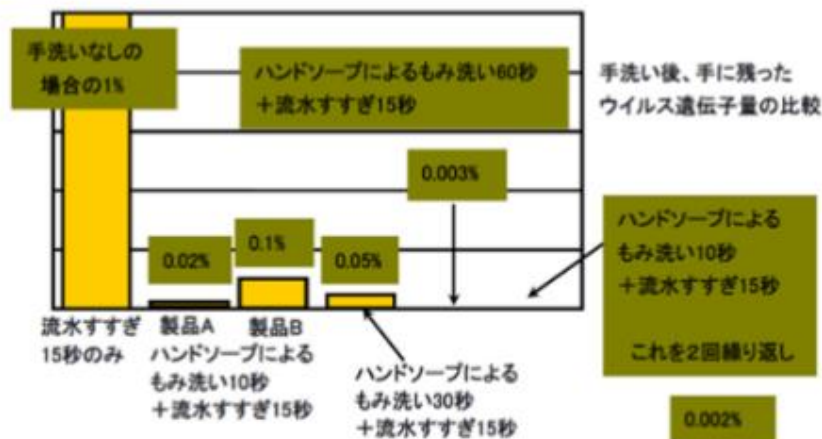 手洗いなしの
場合の1%
ハンドソープによるもみ洗い60秒
+流水すすぎ15秒
手洗い後、手に残った
ウイルス遺伝子量の比較
0.003%
0.02%
0.1%
0.05%
ハンドソープによる
もみ洗い10秒
+流水すすぎ15秒
これを2回繰り返し
0.002%
流水すすぎ
15秒のみ
製品A
製品B
ハンドソープによる
もみ洗い10秒
+流水すすぎ15秒
ハンドソープによる
もみ洗い30秒
+流水すすぎ15秒